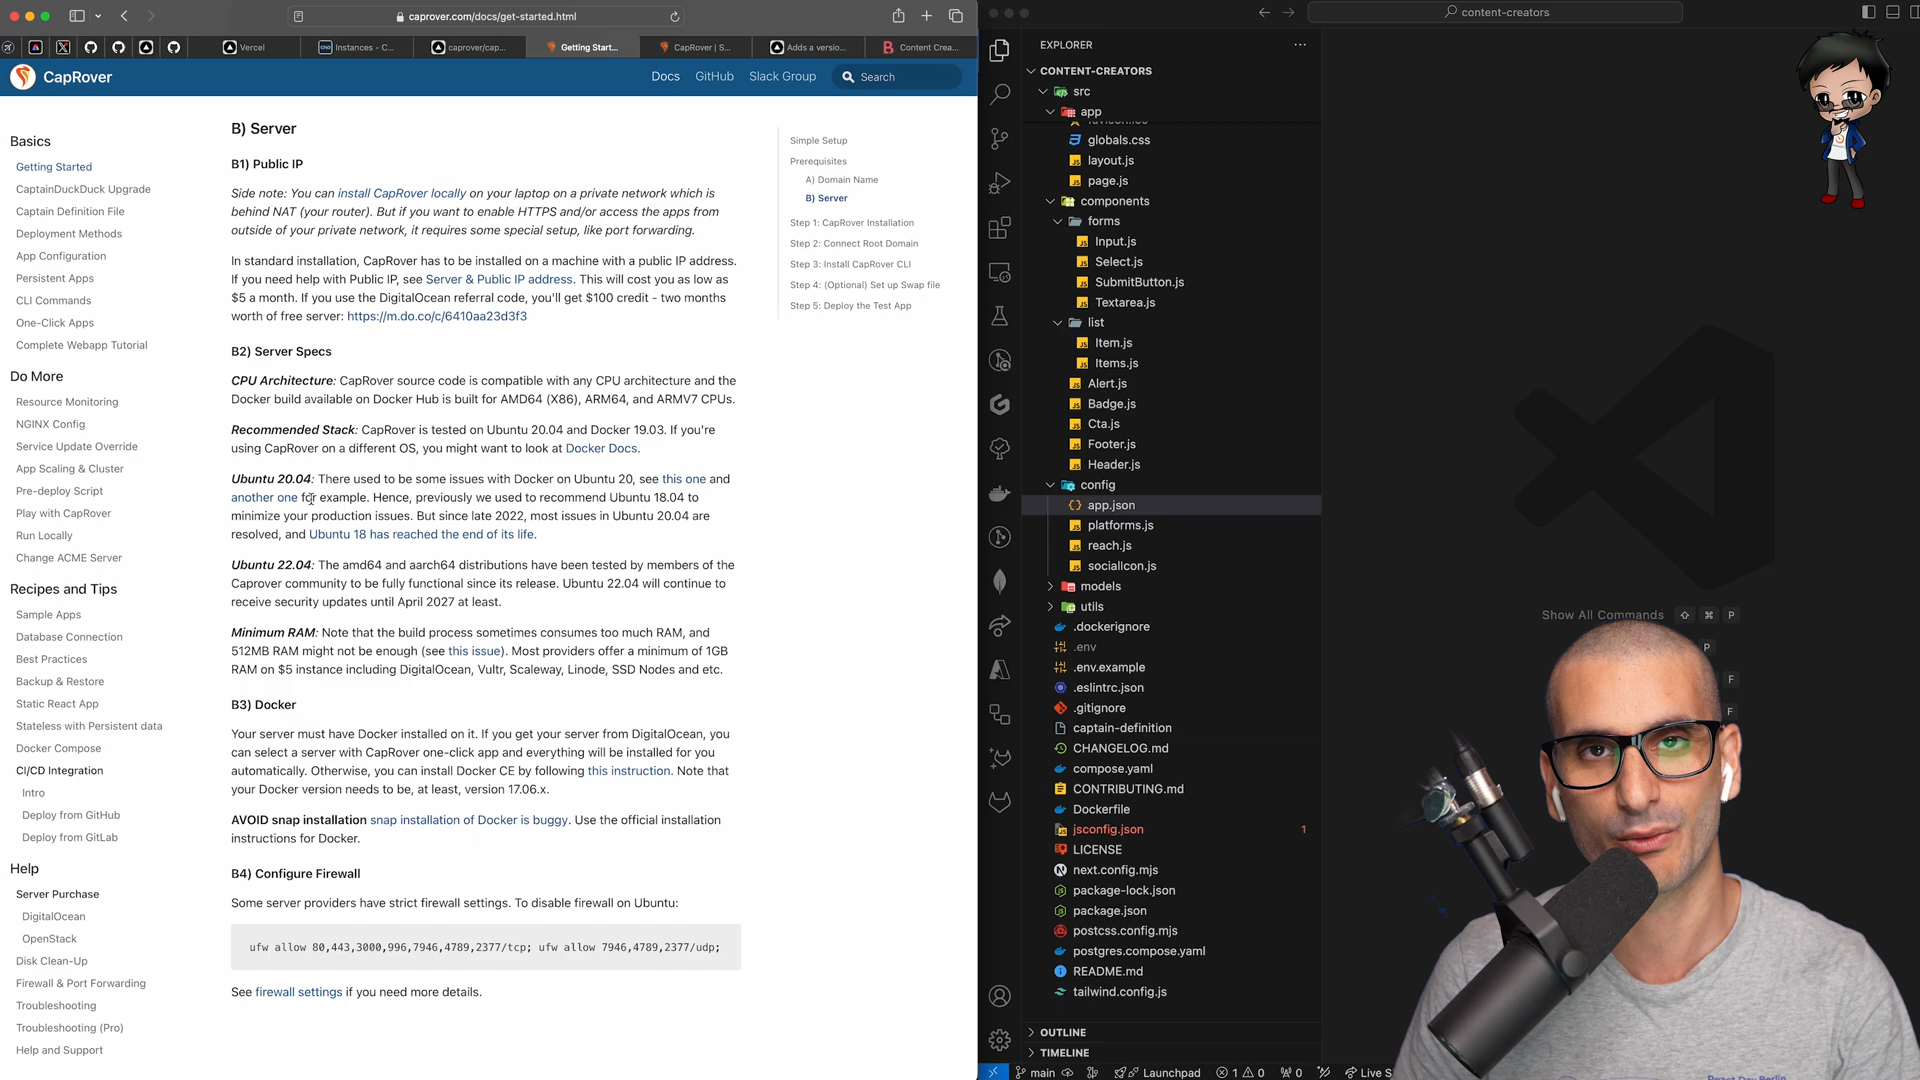 caprover.com/docs/get-started.html
Vercel
Instances - C...
caprover/cap...
Getting Start...
CapRover | S...
Adds a versio...
Content Crea...
CapRover
Docs
GitHub
Slack Group
Search
Basics
Getting Started
CaptainDuckDuck Upgrade
Captain Definition File
Deployment Methods
App Configuration
Persistent Apps
CLI Commands
One-Click Apps
Complete Webapp Tutorial
Do More
Resource Monitoring
NGINX Config
Service Update Override
App Scaling & Cluster
Pre-deploy Script
Play with CapRover
Run Locally
Change ACME Server
Recipes and Tips
Sample Apps
Database Connection
Best Practices
Backup & Restore
Static React App
Stateless with Persistent data
Docker Compose
CI/CD Integration
Intro
Deploy from GitHub
Deploy from GitLab
Help
Server Purchase
DigitalOcean
OpenStack
Disk Clean-Up
Firewall & Port Forwarding
Troubleshooting
Troubleshooting (Pro)
Help and Support
B) Server
B1) Public IP
Side note: You can install CapRover locally on your laptop on a private network which is
behind NAT (your router). But if you want to enable HTTPS and/or access the apps from
outside of your private network, it requires some special setup, like port forwarding.
In standard installation, CapRover has to be installed on a machine with a public IP address.
If you need help with Public IP, see Server & Public IP address. This will cost you as low as
$5 a month. If you use the DigitalOcean referral code, you'll get $100 credit - two months
worth of free server: https://m.do.co/c/6410aa23d3f3
B2) Server Specs
CPU Architecture: CapRover source code is compatible with any CPU architecture and the
Docker build available on Docker Hub is built for AMD64 (X86), ARM64, and ARMV7 CPUs.
Recommended Stack: CapRover is tested on Ubuntu 20.04 and Docker 19.03. If you're
using CapRover on a different OS, you might want to look at Docker Docs.
Ubuntu 20.04: There used to be some issues with Docker on Ubuntu 20, see this one and
another one for example. Hence, previously we used to recommend Ubuntu 18.04 to
minimize your production issues. But since late 2022, most issues in Ubuntu 20.04 are
resolved, and Ubuntu 18 has reached the end of its life.
Ubuntu 22.04: The amd64 and aarch64 distributions have been tested by members of the
Caprover community to be fully functional since its release. Ubuntu 22.04 will continue to
receive security updates until April 2027 at least.
Minimum RAM: Note that the build process sometimes consumes too much RAM, and
512MB RAM might not be enough (see this issue). Most providers offer a minimum of 1GB
RAM on $5 instance including DigitalOcean, Vultr, Scaleway, Linode, SSD Nodes and etc.
B3) Docker
Your server must have Docker installed on it. If you get your server from DigitalOcean, you
can select a server with CapRover one-click app and everything will be installed for you
automatically. Otherwise, you can install Docker CE by following this instruction. Note that
your Docker version needs to be, at least, version 17.06.x.
AVOID snap installation snap installation of Docker is buggy. Use the official installation
instructions for Docker.
B4) Configure Firewall
Some server providers have strict firewall settings. To disable firewall on Ubuntu:
ufw allow 80,443,3000,996,7946,4789,2377/tcp; ufw allow 7946,4789,2377/udp;
See firewall settings if you need more details.
Simple Setup
Prerequisites
A) Domain Name
B) Server
Step 1: CapRover Installation
Step 2: Connect Root Domain
Step 3: Install CapRover CLI
Step 4: (Optional) Set up Swap file
Step 5: Deploy the Test App
content-creators
EXPLORER
CONTENT-CREATORS
src
app
globals.css
layout.js
page.js
components
forms
Input.js
Select.js
SubmitButton.js
Textarea.js
list
Item.js
Items.js
Alert.js
Badge.js
Cta.js
Footer.js
Header.js
config
app.json
platforms.js
reach.js
socialIcon.js
models
utils
.dockerignore
.env
.env.example
.eslintrc.json
.gitignore
captain-definition
CHANGELOG.md
compose.yaml
CONTRIBUTING.md
Dockerfile
jsconfig.json 1
LICENSE
next.config.mjs
package-lock.json
package.json
postcss.config.mjs
postgres.compose.yaml
README.md
tailwind.config.js
OUTLINE
TIMELINE
main
Launchpad
1
0
0
Live S
Show All Commands
P
P
F
F